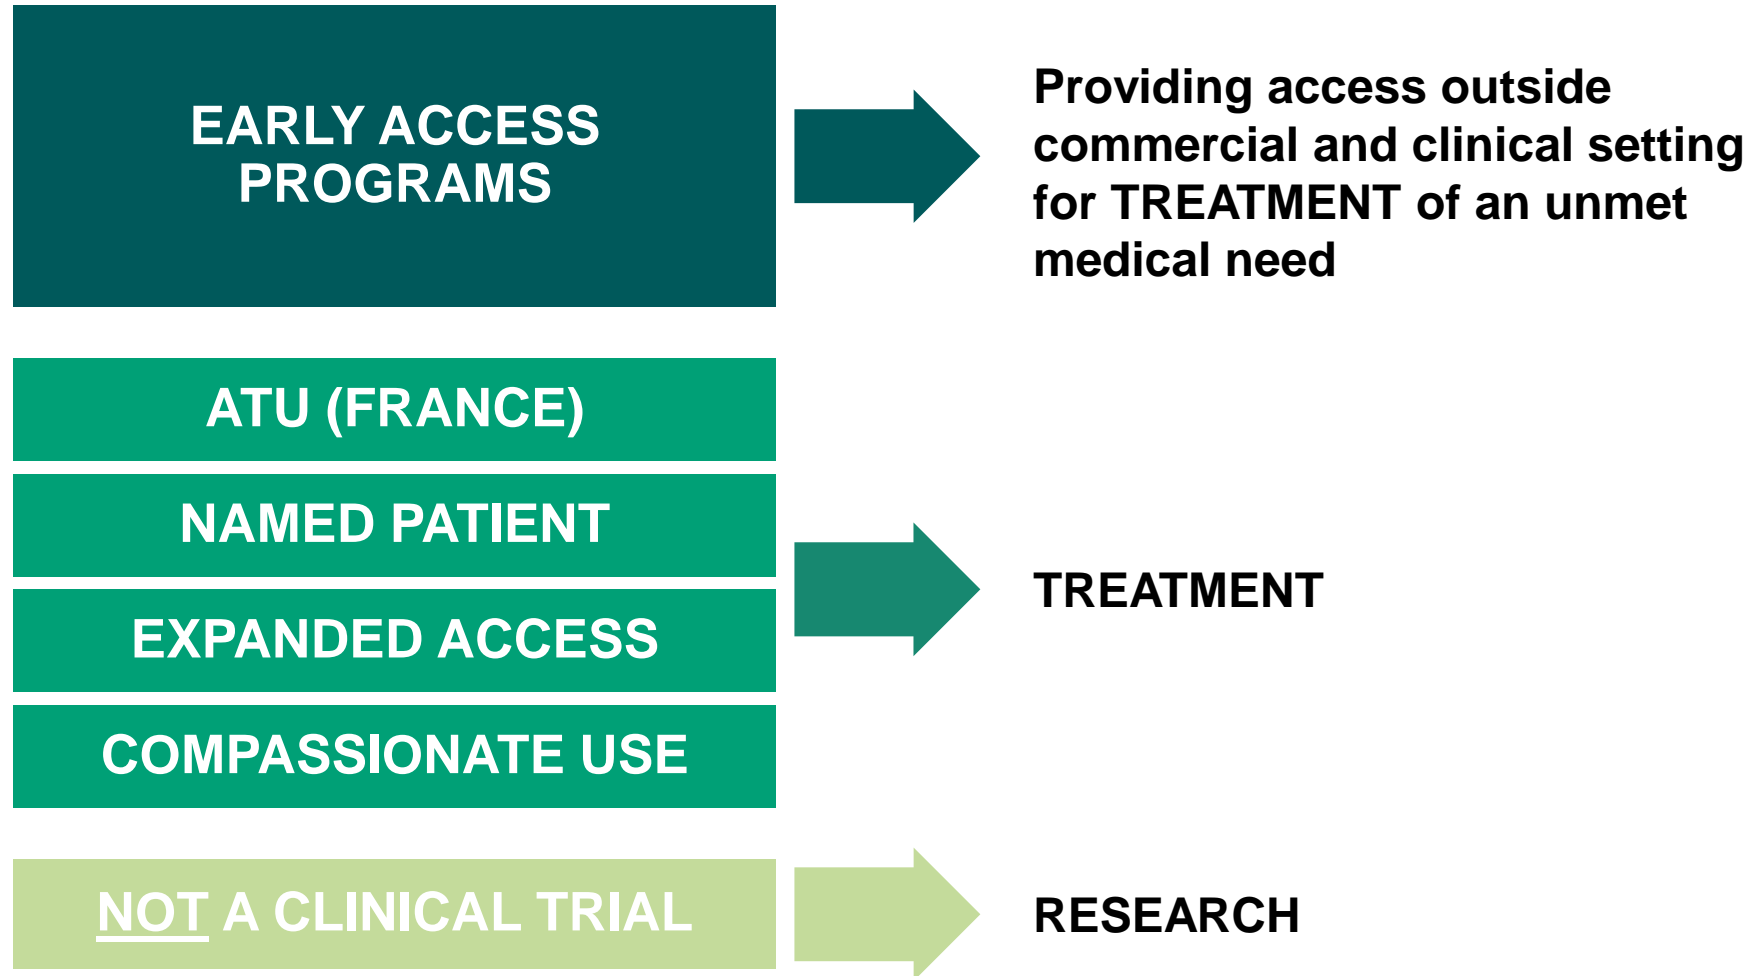 EARLY ACCESS
PROGRAMS
Providing access outside
commercial and clinical setting
for TREATMENT of an unmet
medical need
ATU (FRANCE)
NAMED PATIENT
EXPANDED ACCESS
COMPASSIONATE USE
TREATMENT
NOT A CLINICAL TRIAL
RESEARCH